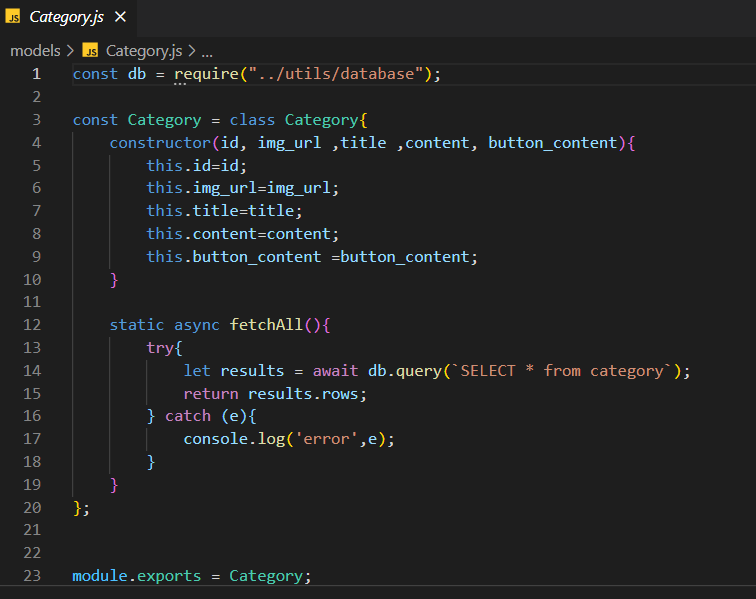 JS Category.js ×
models > JS Category.js > ...
1 const db = require("../utils/database");
2
3 const Category = class Category{
4 constructor(id, img_url ,title ,content, button_content){
5 this.id=id;
6 this.img_url=img_url;
7 this.title=title;
8 this.content=content;
9 this.button_content =button_content;
10 }
11
12 static async fetchAll(){
13 try{
14 let results = await db.query(`SELECT * from category`);
15 return results.rows;
16 } catch (e){
17 console.log('error',e);
18 }
19 }
20 };
21
22
23 module.exports = Category;